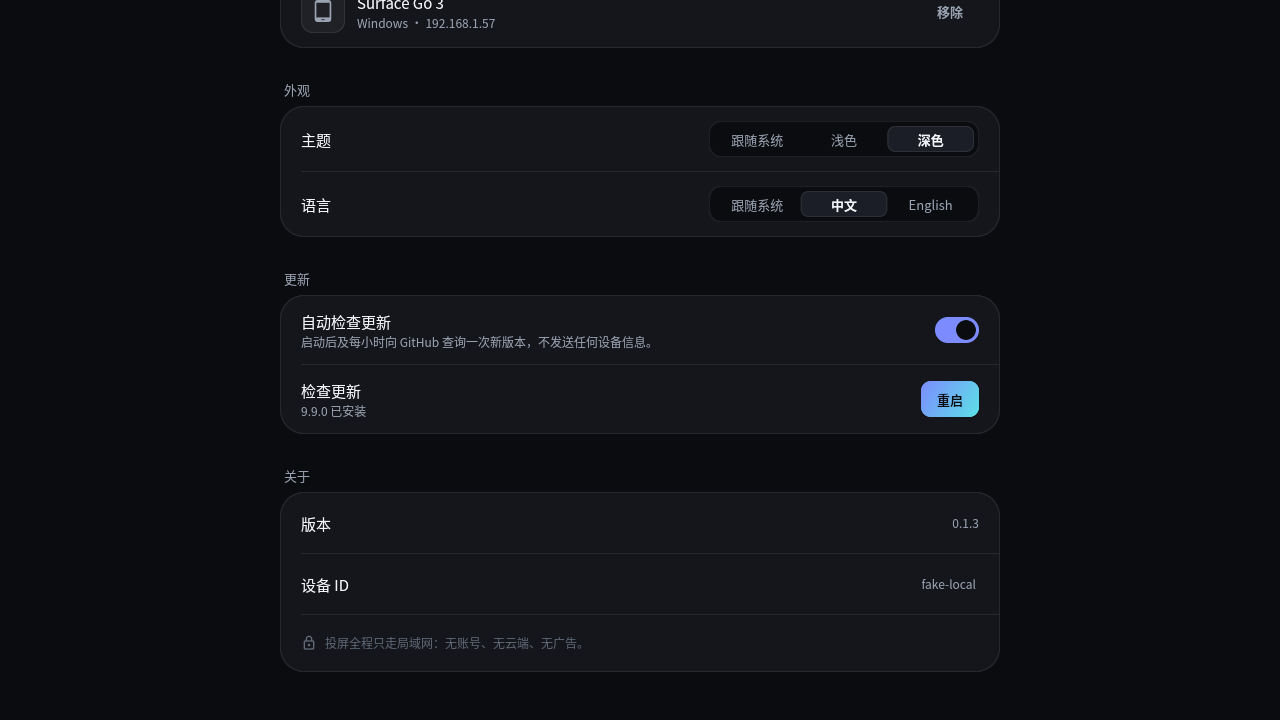 Surface Go 3
Windows · 192.168.1.57
移除
外观
主题
跟随系统 浅色 深色
语言
跟随系统 中文 English
更新
自动检查更新
启动后及每小时向 GitHub 查询一次新版本，不发送任何设备信息。
检查更新
9.9.0 已安装
重启
关于
版本
0.1.3
设备 ID
fake-local
投屏全程只走局域网：无账号、无云端、无广告。